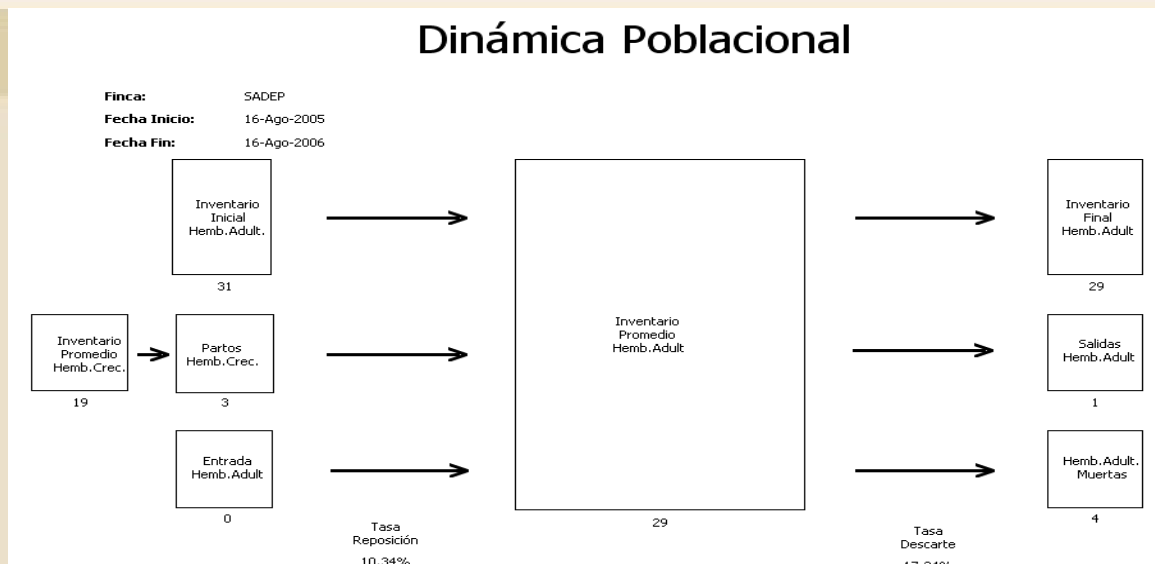 Dinámica Poblacional
Finca: SADEP
Fecha Inicio: 16-Ago-2005
Fecha Fin: 16-Ago-2006
Inventario
Inicial
Hemb.Adult.
31
Inventario
Final
Hemb.Adult
29
Inventario
Promedio
Hemb.Crec.
19
Partos
Hemb.Crec.
3
Inventario
Promedio
Hemb.Adult
29
Salidas
Hemb.Adult
1
Entrada
Hemb.Adult
0
Hemb.Adult.
Muertas
4
Tasa
Reposición
10.34%
Tasa
Descarte